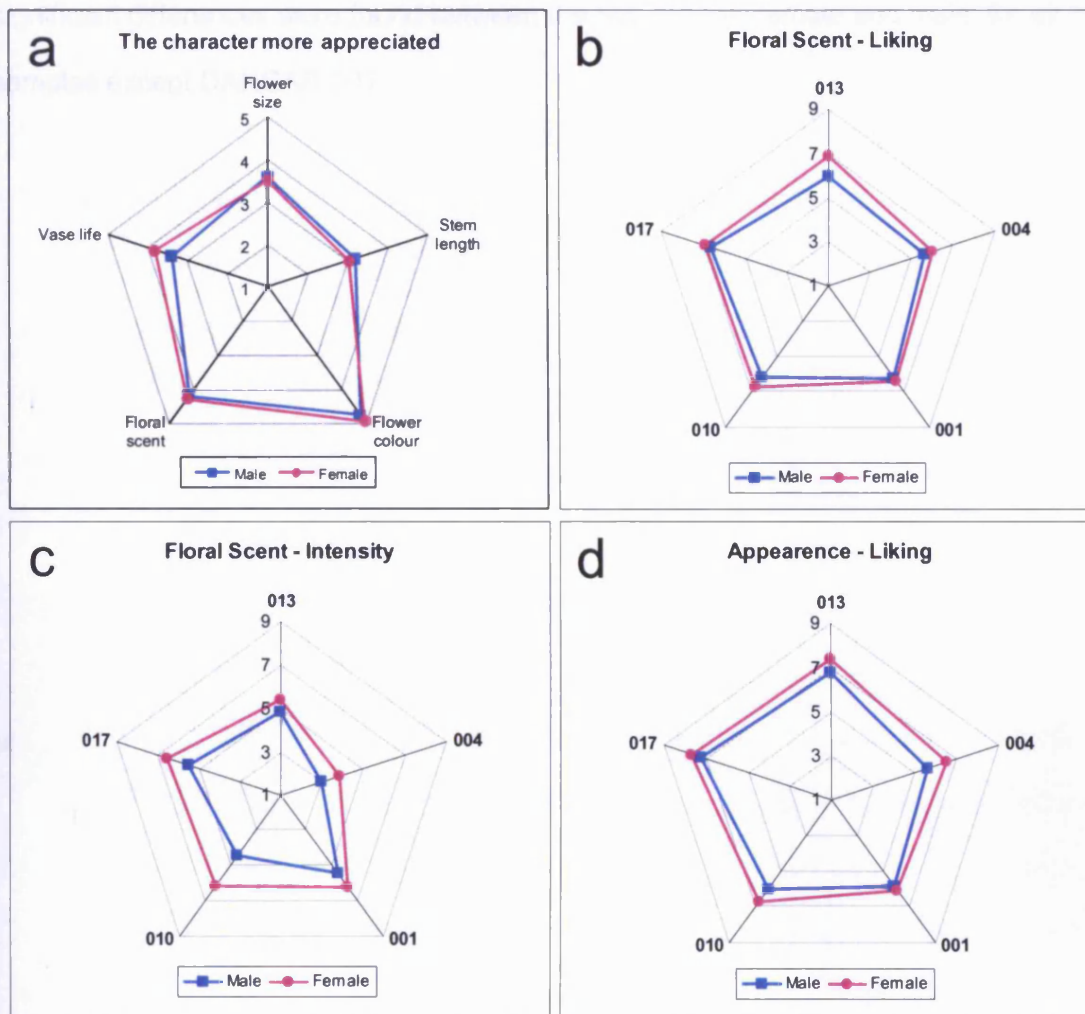 a
The character more appreciated
Flower
size
5
4
3
2
1
Stem
length
Vase life
Floral
scent
Flower
colour
Male Female
b
Floral Scent - Liking
013
9
7
5
3
1
017
004
010
001
Male Female
c
Floral Scent - Intensity
013
9
7
5
3
1
017
004
010
001
Male Female
d
Appearence - Liking
013
9
7
5
3
1
017
004
010
001
Male Female